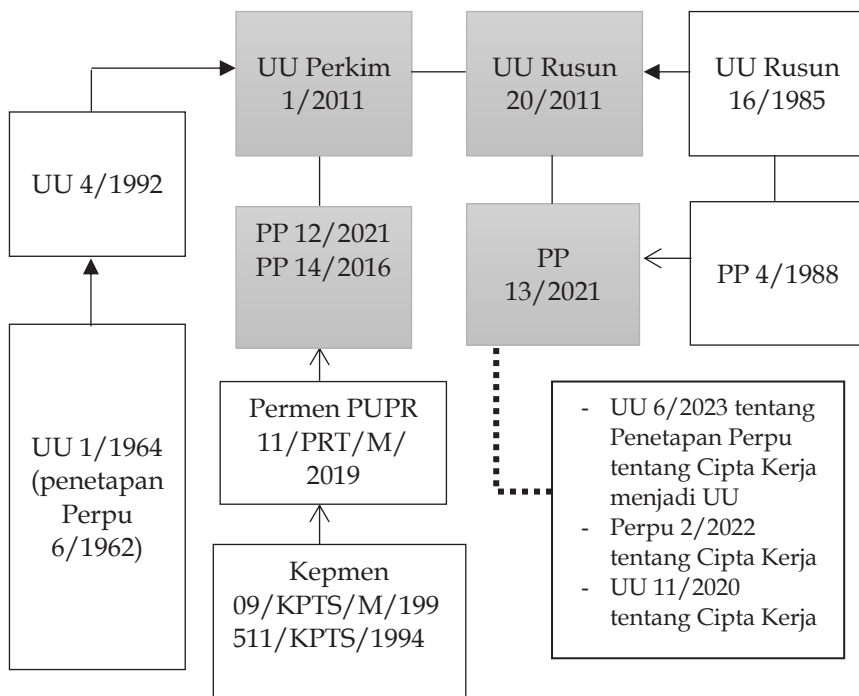 UU Perkim
1/2011
UU Rusun
20/2011
UU Rusun
16/1985
UU 4/1992
PP 12/2021
PP 14/2016
PP
13/2021
PP 4/1988
UU 1/1964
(penetapan
Perpu
6/1962)
Permen PUPR
11/PRT/M/
2019
Kepmen
09/KPTS/M/199
511/KPTS/1994
- UU 6/2023 tentang
Penetapan Perpu
tentang Cipta Kerja
menjadi UU
- Perpu 2/2022
tentang Cipta Kerja
- UU 11/2020
tentang Cipta Kerja